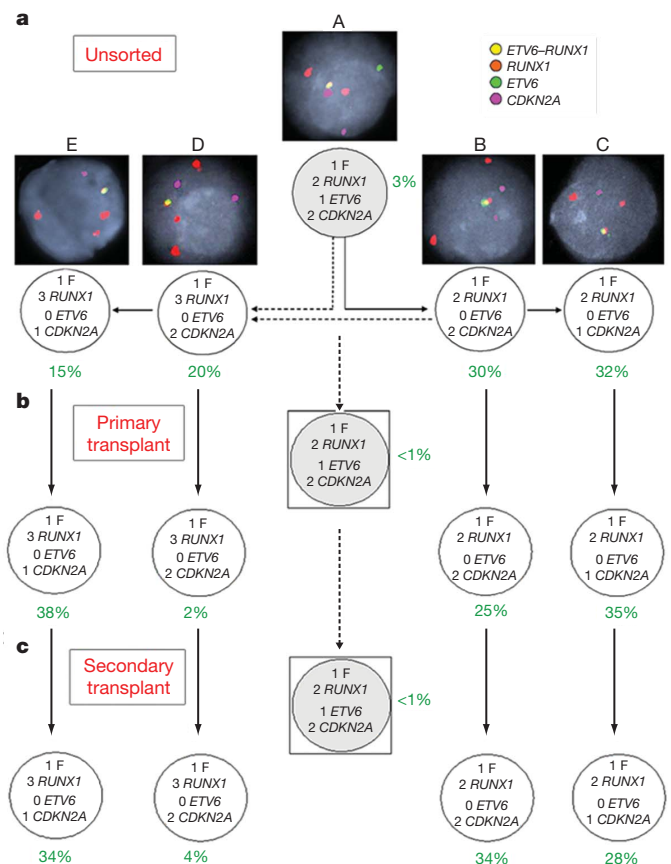 a
Unsorted
A
ETV6–RUNX1
RUNX1
ETV6
CDKN2A
1 F
2 RUNX1
1 ETV6
2 CDKN2A
3%
E
D
B
C
1 F
3 RUNX1
0 ETV6
1 CDKN2A
15%
1 F
3 RUNX1
0 ETV6
2 CDKN2A
20%
1 F
2 RUNX1
0 ETV6
2 CDKN2A
30%
1 F
2 RUNX1
0 ETV6
1 CDKN2A
32%
b
Primary
transplant
1 F
2 RUNX1
1 ETV6
2 CDKN2A
<1%
1 F
3 RUNX1
0 ETV6
1 CDKN2A
38%
1 F
3 RUNX1
0 ETV6
2 CDKN2A
2%
1 F
2 RUNX1
0 ETV6
2 CDKN2A
25%
1 F
2 RUNX1
0 ETV6
1 CDKN2A
35%
c
Secondary
transplant
1 F
2 RUNX1
1 ETV6
2 CDKN2A
<1%
1 F
3 RUNX1
0 ETV6
1 CDKN2A
34%
1 F
3 RUNX1
0 ETV6
2 CDKN2A
4%
1 F
2 RUNX1
0 ETV6
2 CDKN2A
34%
1 F
2 RUNX1
0 ETV6
1 CDKN2A
28%